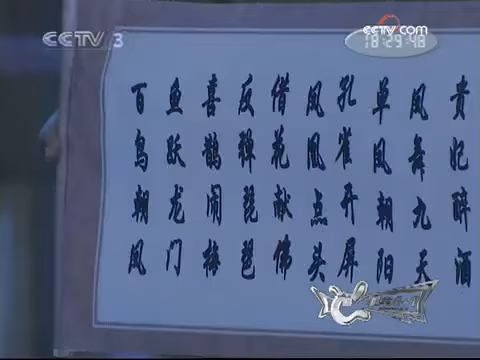 CCTV 3
CCTV.com
18:29:48
贵妃醉酒
凤舞九天
单凤朝阳
孔雀开屏
凤凰点头
借花献佛
反弹琵琶
喜鹊闹梅
鱼跃龙门
百鸟朝凤